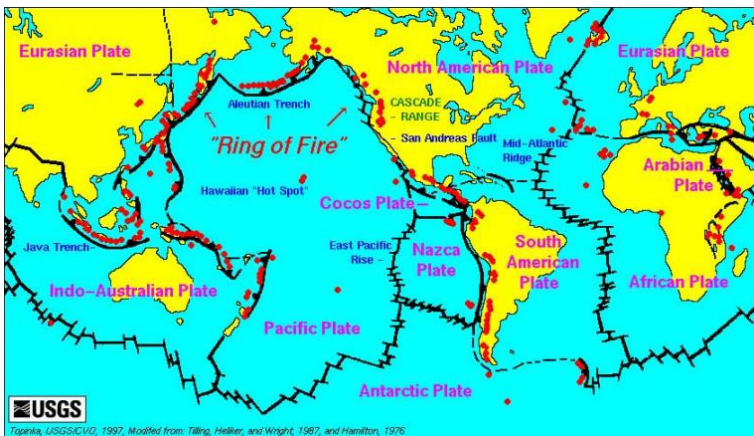 Eurasian Plate
North American Plate
Eurasian Plate
Aleutian Trench
"Ring of Fire"
CASCADE
RANGE
San Andreas Fault
Mid-Atlantic
Ridge
Arabian
Plate
Hawaiian "Hot Spot"
Cocos Plate
Java Trench
East Pacific
Rise
Nazca
Plate
South
American
Plate
Indo-Australian Plate
African Plate
Pacific Plate
Antarctic Plate
USGS
Topinka, USGS/CVO, 1997, Modified from: Tilling, Heliker, and Wright, 1987, and Hamilton, 1976